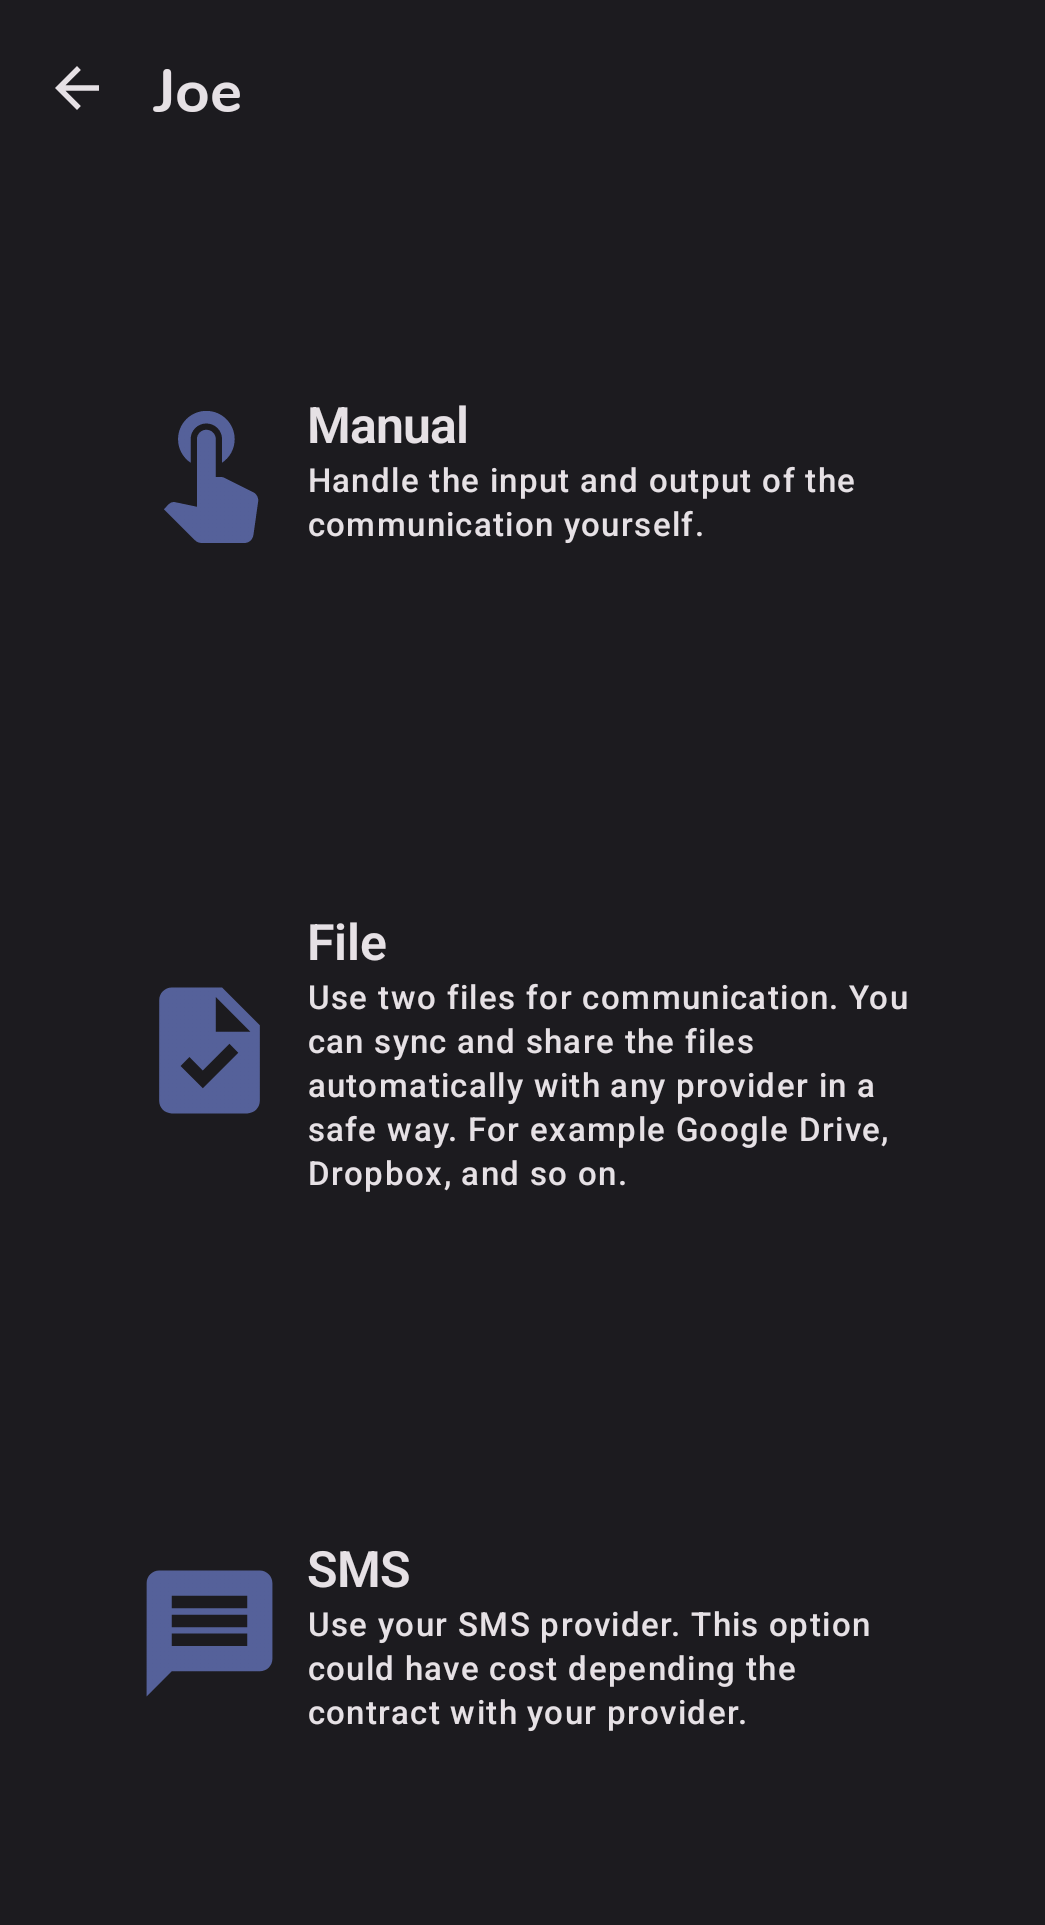 Joe
Manual
Handle the input and output of the
communication yourself.
File
Use two files for communication. You
can sync and share the files
automatically with any provider in a
safe way. For example Google Drive,
Dropbox, and so on.
SMS
Use your SMS provider. This option
could have cost depending the
contract with your provider.